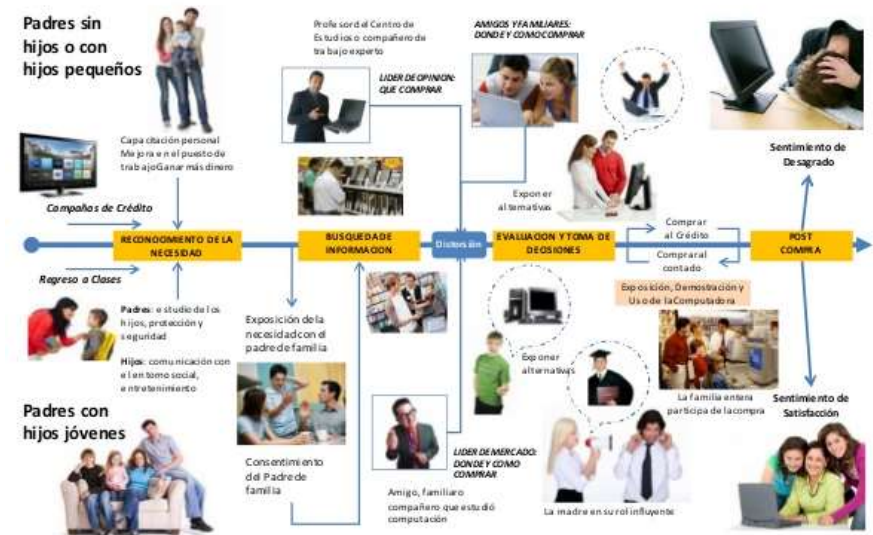 Padres sin
hijos o con
hijos pequeños
Profesor del Centro de
Estudios o compañero de
trabajo experto
LIDER DE OPINION:
QUE COMPRAR
AMIGOS Y FAMILIARES:
DONDE Y COMO COMPRAR
Capacitación personal
Mejora en el puesto de
trabajo Ganar más dinero
Campañas de Crédito
Exponer
alternativas
Sentimiento de
Desagrado
RECONOCIMIENTO DE LA
NECESIDAD
BUSQUEDA DE
INFORMACION
Distorsión
EVALUACION Y TOMA DE
DECISIONES
Comprar
al Crédito
Comprar al
contado
POST
COMPRA
Regreso a Clases
Padres: estudio de los
hijos, protección y
seguridad
Hijos: comunicación con
el entorno social,
entretenimiento
Exposición de la
necesidad con el
padre de familia
Exposición, Demostración y
Uso de la Computadora
Exponer
alternativas
La familia entera
participa de la compra
Sentimiento de
Satisfacción
Padres con
hijos jóvenes
Consentimiento
del Padre de
familia
LIDER DE MERCADO:
DONDE Y COMO
COMPRAR
Amigo, familiar o
compañero que estudió
computación
La madre en su rol influyente